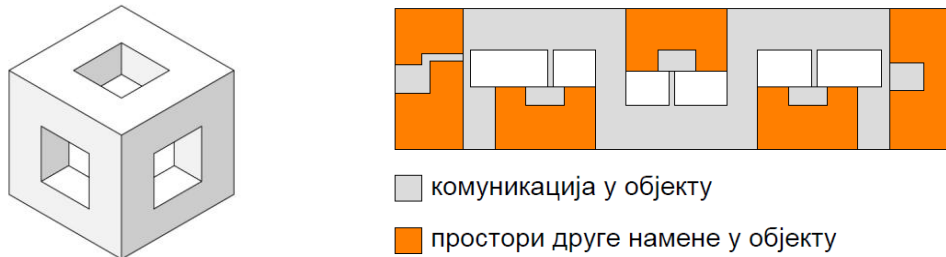 комуникација у објекту
простори друге намене у објекту